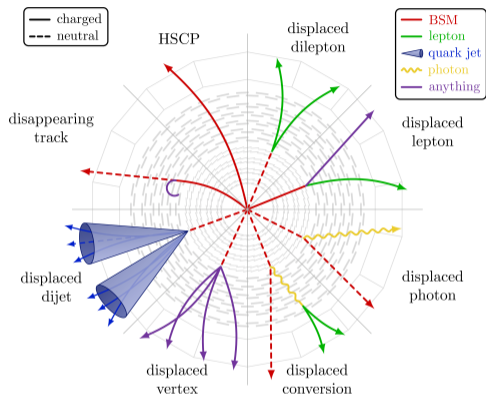 charged
neutral
HSCP
displaced
dilepton
BSM
lepton
quark jet
photon
anything
disappearing
track
displaced
lepton
displaced
dijet
displaced
photon
displaced
vertex
displaced
conversion